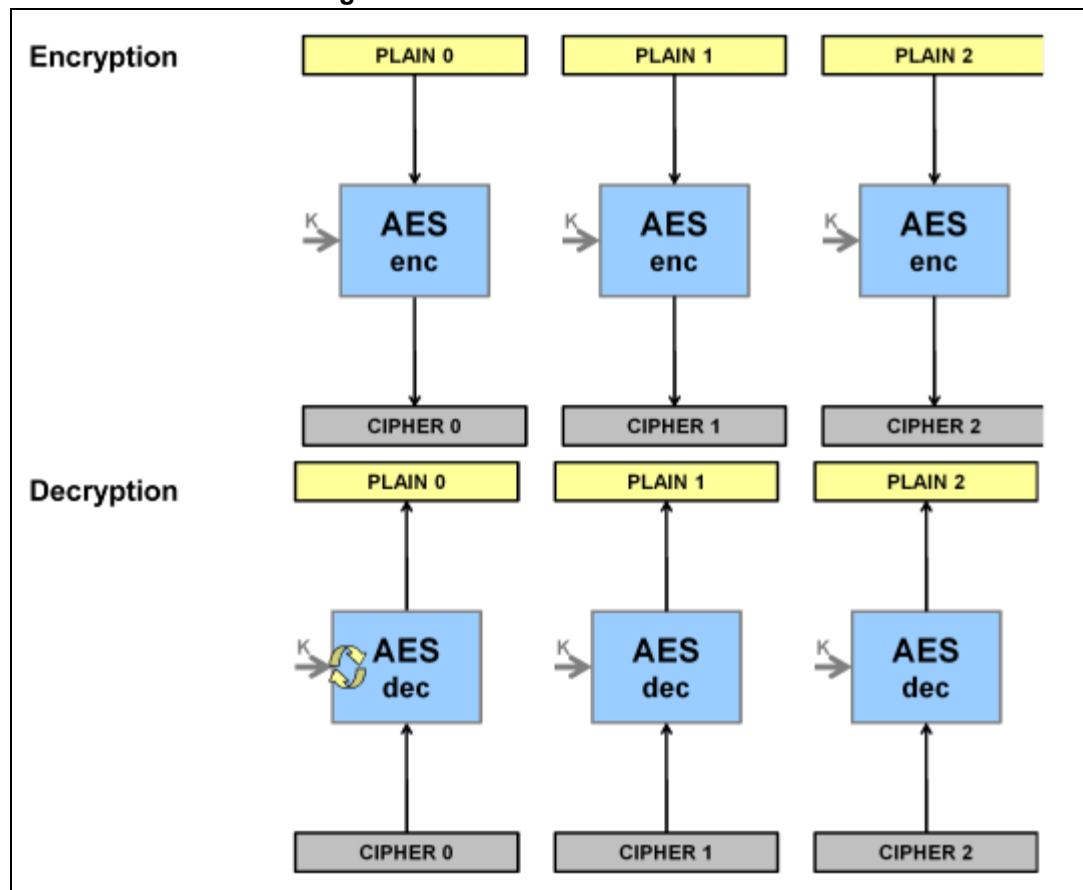 Encryption
PLAIN 0 PLAIN 1 PLAIN 2
K AES enc K AES enc K AES enc
CIPHER 0 CIPHER 1 CIPHER 2
Decryption
PLAIN 0 PLAIN 1 PLAIN 2
K AES dec K AES dec K AES dec
CIPHER 0 CIPHER 1 CIPHER 2